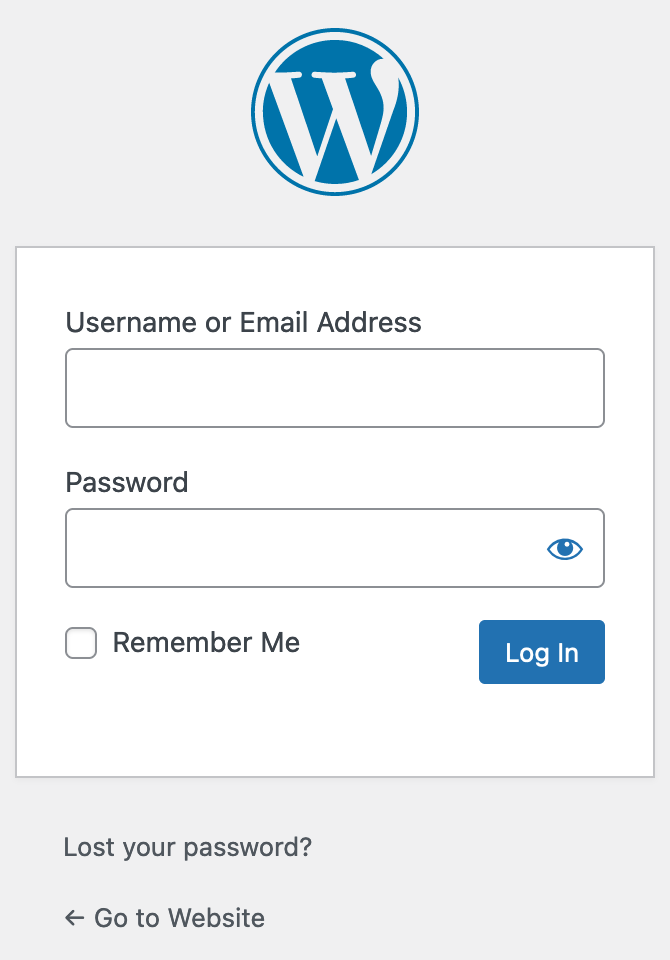 Username or Email Address
Password
Remember Me
Log In
Lost your password?
← Go to Website